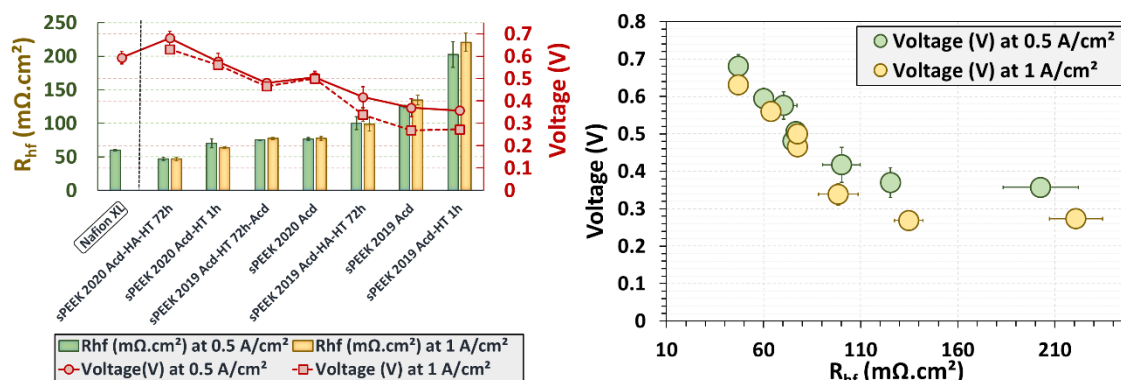 250
200
150
100
50
0
R_hf (mΩ.cm²)
0.7
0.6
0.5
0.4
0.3
0.2
0.1
0
Voltage (V)
Nafion XL
sPEEK 2020 Acd-HA-HT 72h
sPEEK 2020 Acd-HT 1h
sPEEK 2019 Acd-HT 72h-Acd
sPEEK 2020 Acd
sPEEK 2019 Acd-HA-HT 72h
sPEEK 2019 Acd
sPEEK 2019 Acd-HT 1h
Rhf (mΩ.cm²) at 0.5 A/cm² Rhf (mΩ.cm²) at 1 A/cm²
Voltage(V) at 0.5 A/cm² Voltage (V) at 1 A/cm²
0.8
0.7
0.6
0.5
0.4
0.3
0.2
0.1
0
Voltage (V)
Voltage (V) at 0.5 A/cm²
Voltage (V) at 1 A/cm²
10 60 110 160 210
R_hf (mΩ.cm²)